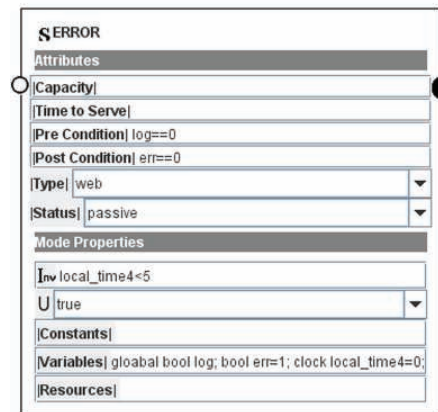 S ERROR
Attributes
|Capacity|
|Time to Serve|
|Pre Condition| log==0
|Post Condition| err==0
|Type| web
|Status| passive
Mode Properties
Inv local_time4<5
U true
|Constants|
|Variables| gloabal bool log; bool err=1; clock local_time4=0;
|Resources|